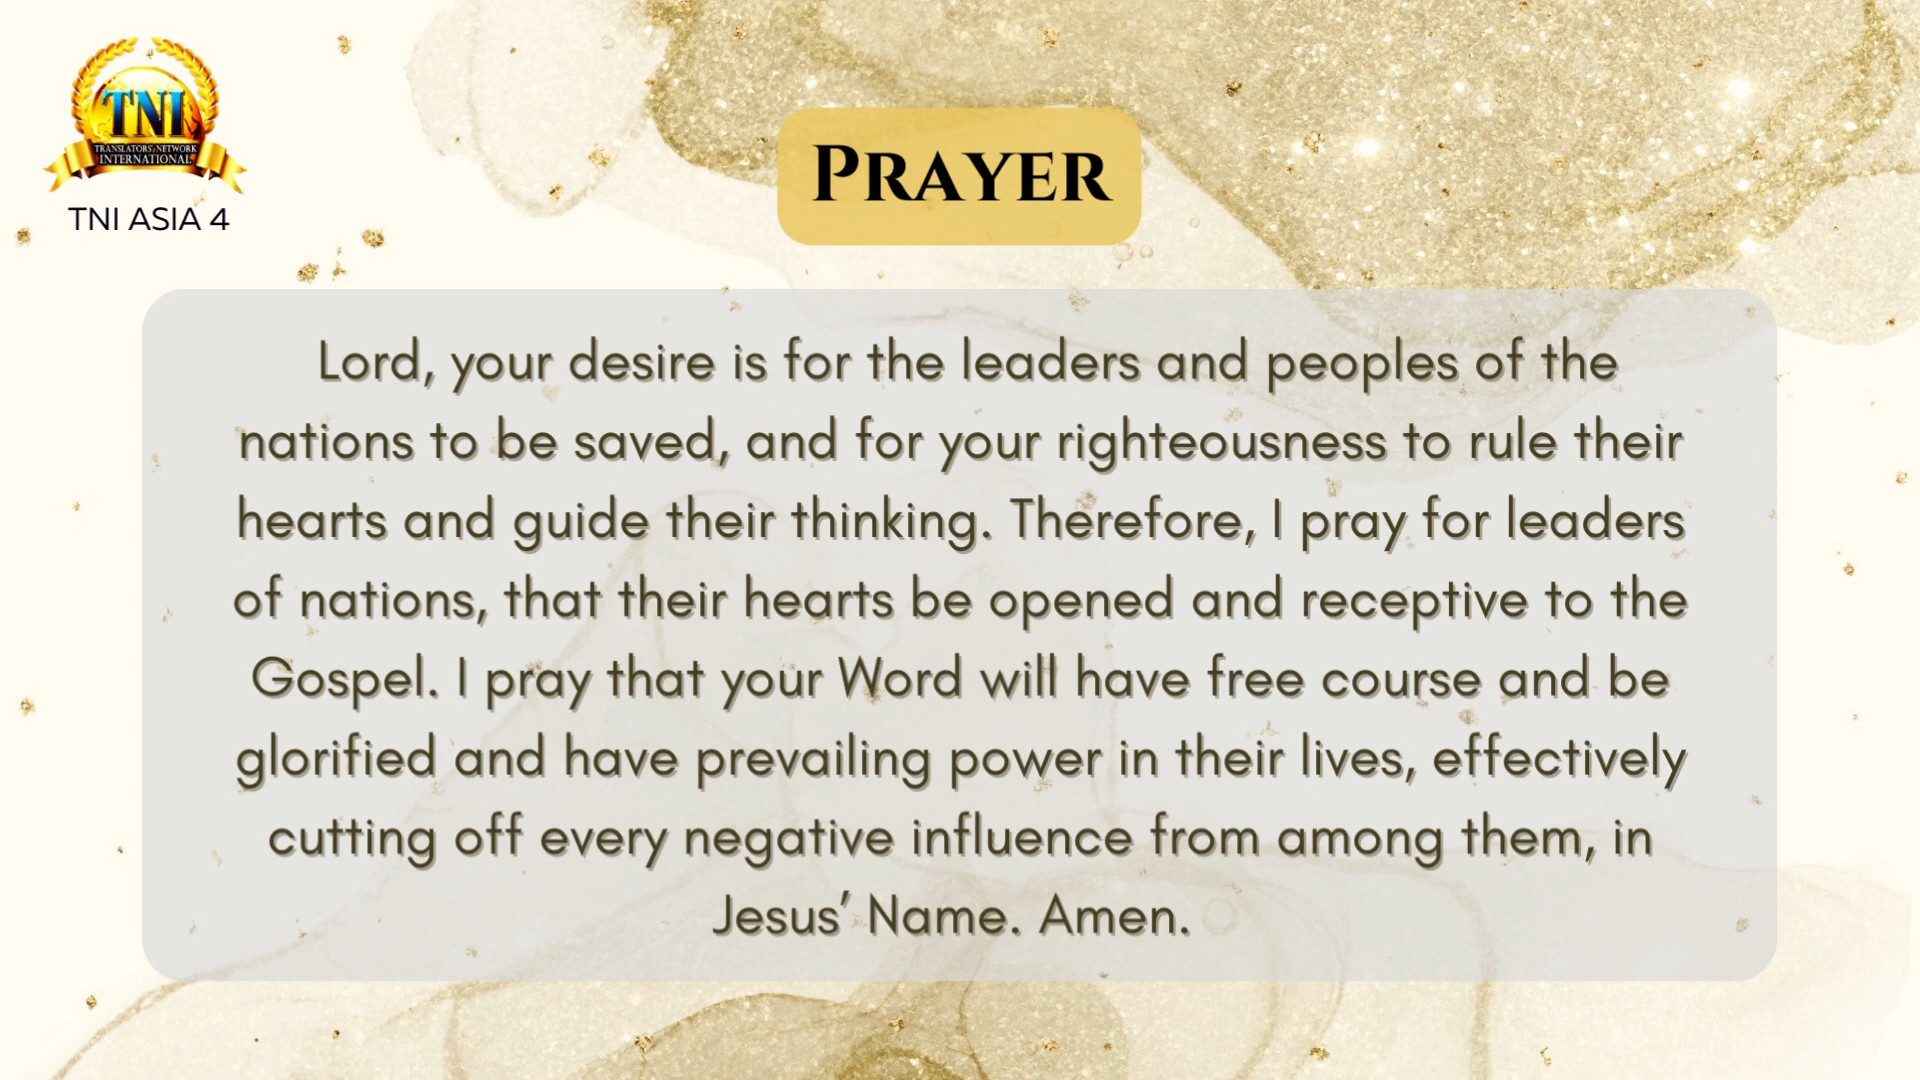 TNI
TRANSLATORS' NETWORK
INTERNATIONAL
TNI ASIA 4
PRAYER
Lord, your desire is for the leaders and peoples of the
nations to be saved, and for your righteousness to rule their
hearts and guide their thinking. Therefore, I pray for leaders
of nations, that their hearts be opened and receptive to the
Gospel. I pray that your Word will have free course and be
glorified and have prevailing power in their lives, effectively
cutting off every negative influence from among them, in
Jesus’ Name. Amen.